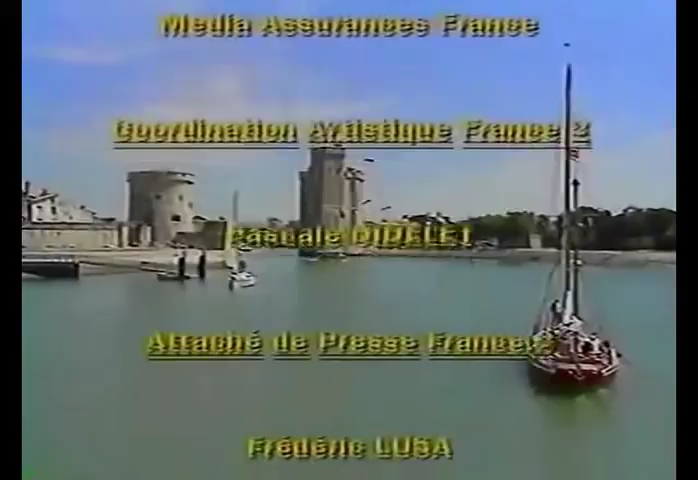 Media Assurances France
Coordination Artistique France 2
Pascale DIDELET
Attaché de Presse France 2
Frédéric LUSA